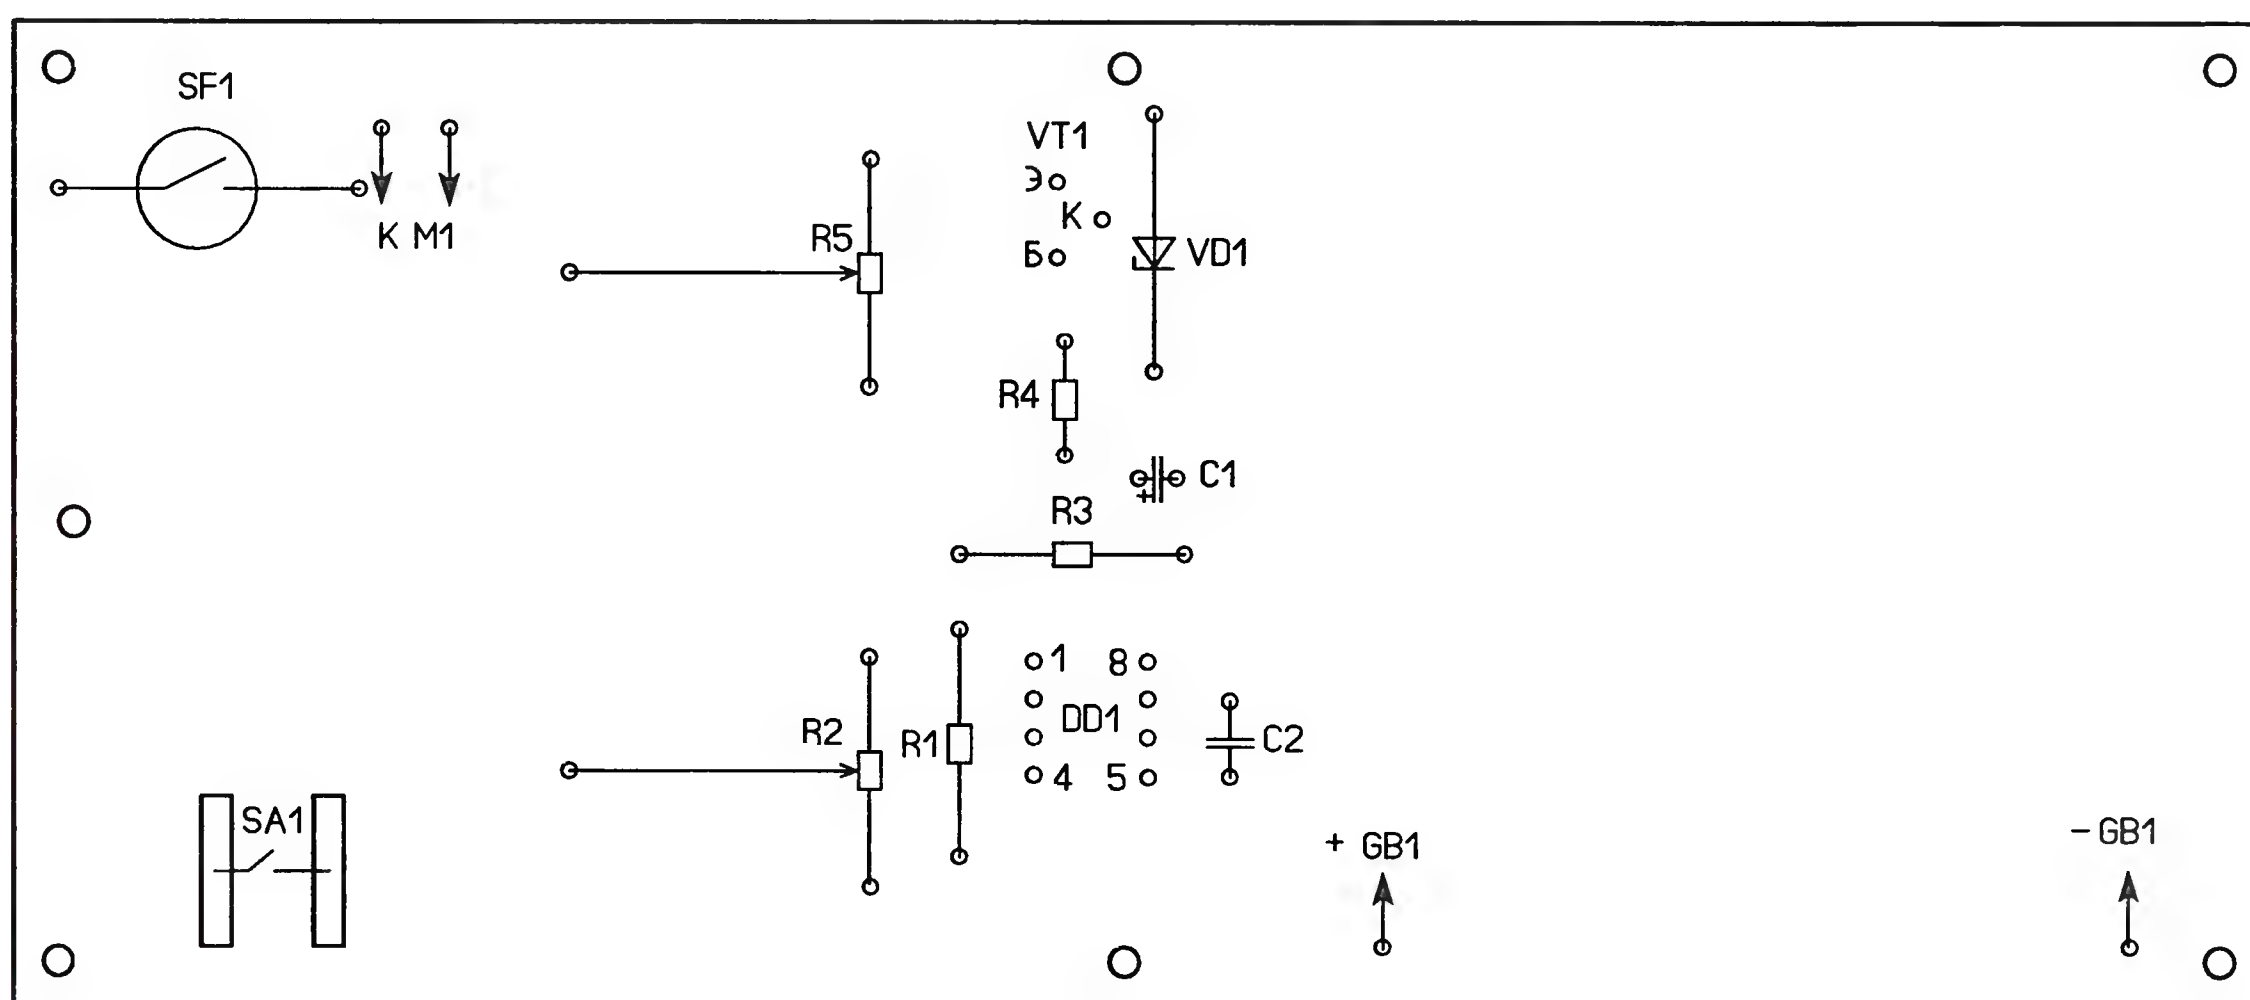 SF1
VT1
Э
К
Б
VD1
К М1
R5
R4
C1
R3
1 8
DD1
4 5
R2
R1
C2
SA1
+ GB1
- GB1